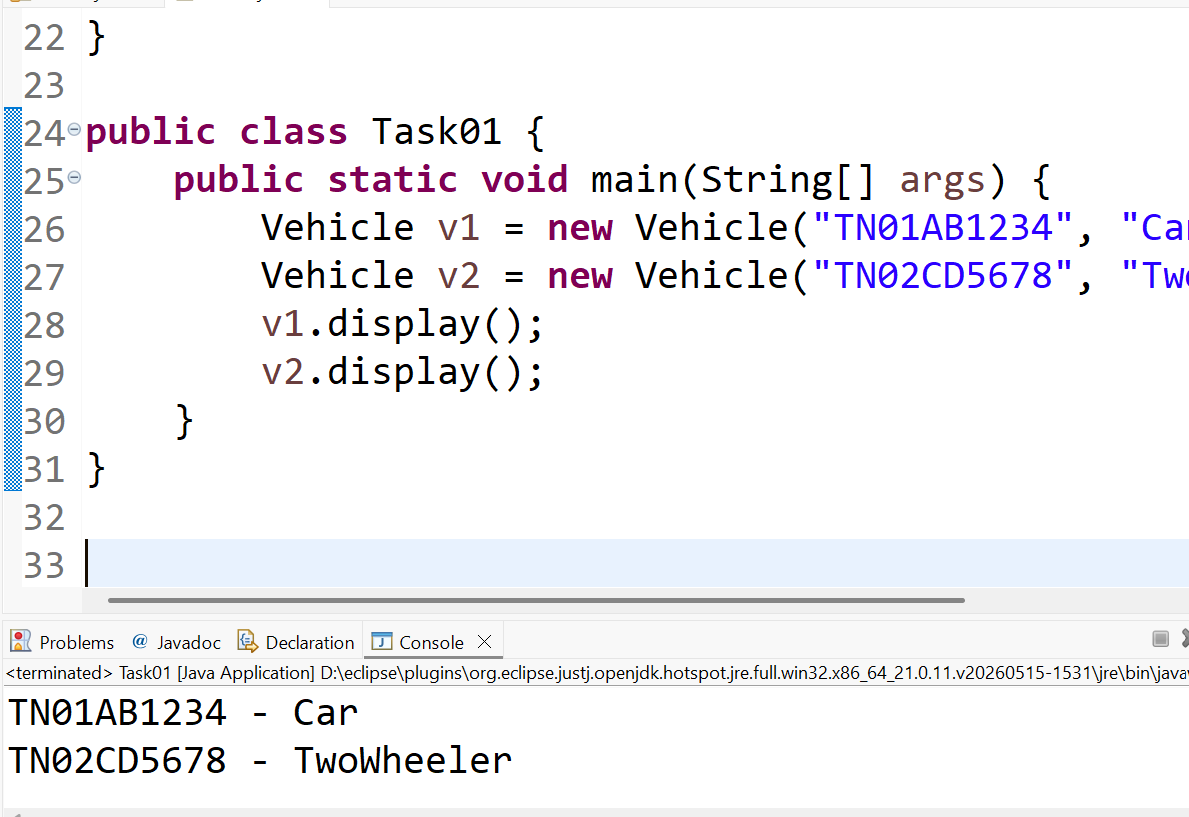 22 }
23
24 public class Task01 {
25 public static void main(String[] args) {
26 Vehicle v1 = new Vehicle("TN01AB1234", "Car
27 Vehicle v2 = new Vehicle("TN02CD5678", "Two
28 v1.display();
29 v2.display();
30 }
31 }
32
33
Problems @ Javadoc Declaration Console
<terminated> Task01 [Java Application] D:\eclipse\plugins\org.eclipse.justj.openjdk.hotspot.jre.full.win32.x86_64_21.0.11.v20260515-1531\jre\bin\java
TN01AB1234 - Car
TN02CD5678 - TwoWheeler